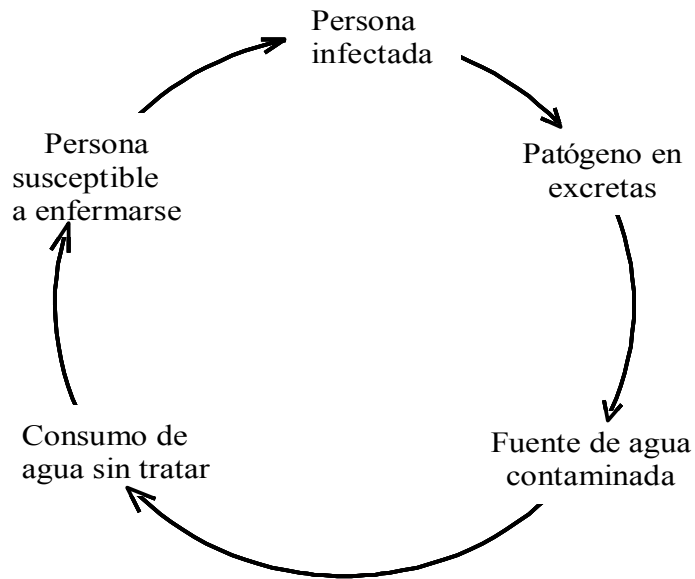 Persona
infectada
Patógeno en
excretas
Fuente de agua
contaminada
Consumo de
agua sin tratar
Persona
susceptible
a enfermarse